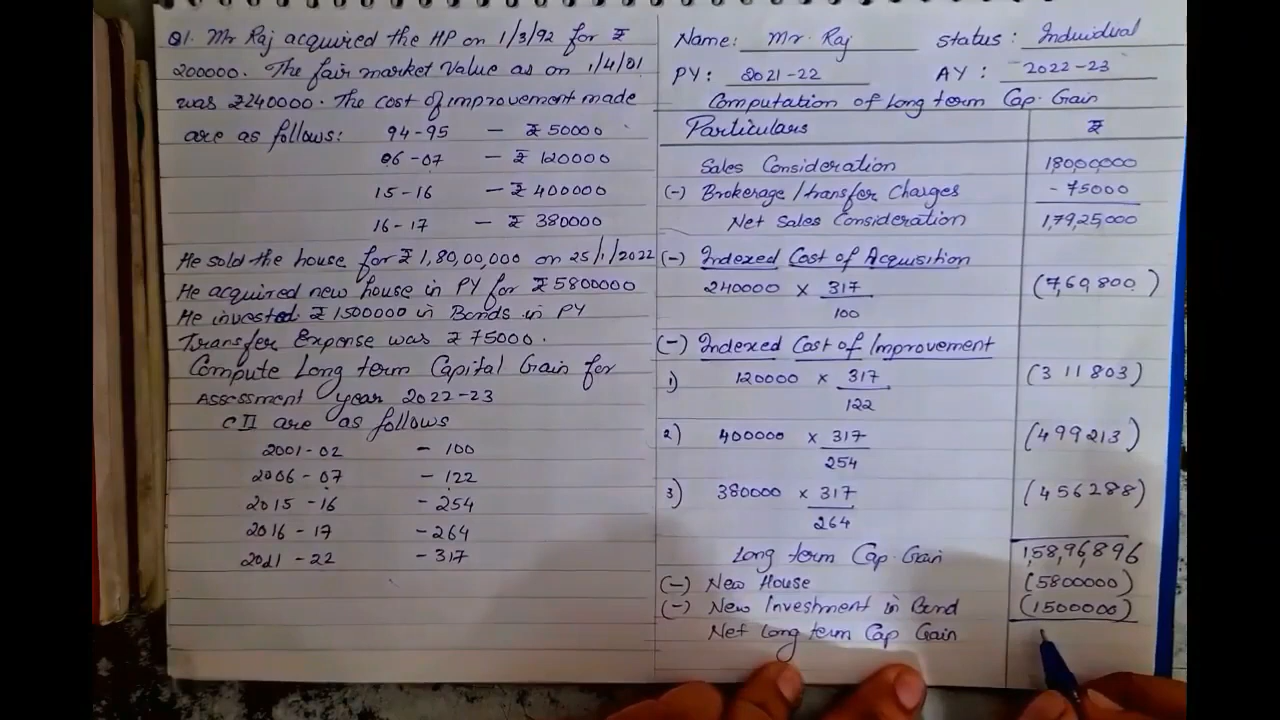 Q1. Mr Raj acquired the HP on 1/3/92 for ₹
200000. The fair market value as on 1/4/01
was ₹240000. The cost of improvement made
are as follows: 94-95 - ₹ 50000
06-07 - ₹ 120000
15-16 - ₹ 400000
16-17 - ₹ 380000
He sold the house for ₹ 1,80,00,000 on 25/1/2022
He acquired new house in PY for ₹ 5800000
He invested ₹ 1500000 in Bonds in PY
Transfer Expense was ₹ 75000.
Compute Long term Capital Gain for
Assessment year 2022-23
CII are as follows
2001-02 - 100
2006-07 - 122
2015-16 - 254
2016-17 - 264
2021-22 - 317
Name: Mr. Raj Status: Individual
PY: 2021-22 AY: 2022-23
Computation of Long term Cap. Gain
Particulars ₹
Sales Consideration 18000000
(-) Brokerage / transfer Charges - 75000
Net Sales Consideration 1,79,25,000
(-) Indexed Cost of Acquisition
240000 × 317 (7,60,800)
100
(-) Indexed Cost of Improvement
1) 120000 × 317 (311803)
122
2) 400000 × 317 (499213)
254
3) 380000 × 317 (456288)
264
Long term Cap. Gain 1,58,96,896
(-) New House (5800000)
(-) New Investment in Bond (1500000)
Net Long term Cap Gain